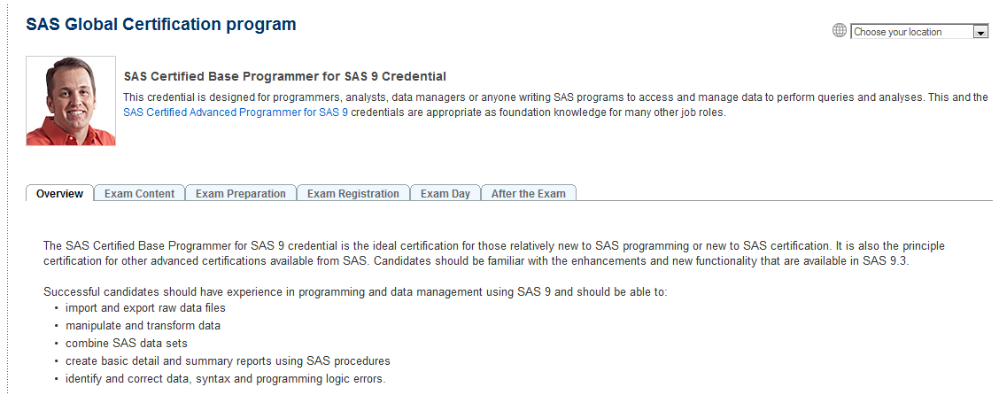 SAS Global Certification program
Choose your location
SAS Certified Base Programmer for SAS 9 Credential
This credential is designed for programmers, analysts, data managers or anyone writing SAS programs to access and manage data to perform queries and analyses. This and the
SAS Certified Advanced Programmer for SAS 9 credentials are appropriate as foundation knowledge for many other job roles.
Overview Exam Content Exam Preparation Exam Registration Exam Day After the Exam
The SAS Certified Base Programmer for SAS 9 credential is the ideal certification for those relatively new to SAS programming or new to SAS certification. It is also the principle
certification for other advanced certifications available from SAS. Candidates should be familiar with the enhancements and new functionality that are available in SAS 9.3.
Successful candidates should have experience in programming and data management using SAS 9 and should be able to:
• import and export raw data files
• manipulate and transform data
• combine SAS data sets
• create basic detail and summary reports using SAS procedures
• identify and correct data, syntax and programming logic errors.